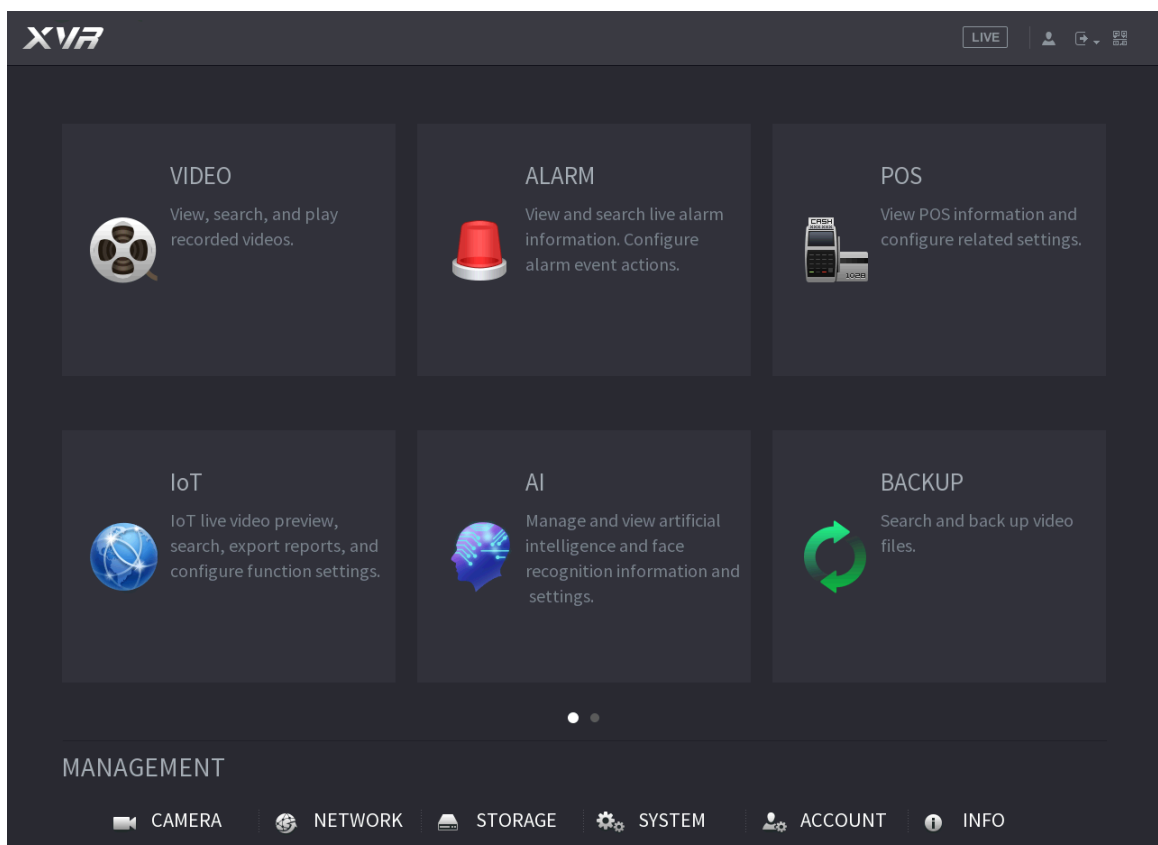 XVR
LIVE
VIDEO
View, search, and play
recorded videos.
ALARM
View and search live alarm
information. Configure
alarm event actions.
POS
View POS information and
configure related settings.
CASH
1028
IoT
IoT live video preview,
search, export reports, and
configure function settings.
AI
Manage and view artificial
intelligence and face
recognition information and
settings.
BACKUP
Search and back up video
files.
MANAGEMENT
CAMERA
NETWORK
STORAGE
SYSTEM
ACCOUNT
INFO